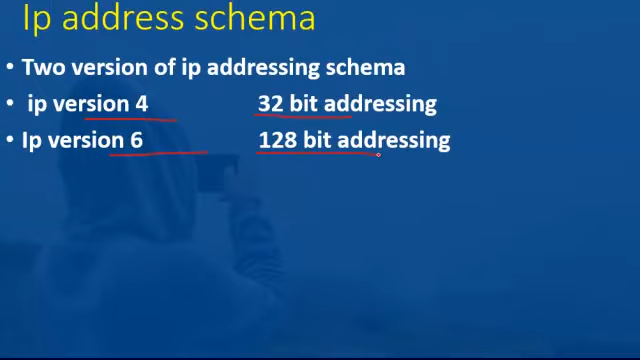 Ip address schema
• Two version of ip addressing schema
• ip version 4 32 bit addressing
• Ip version 6 128 bit addressing